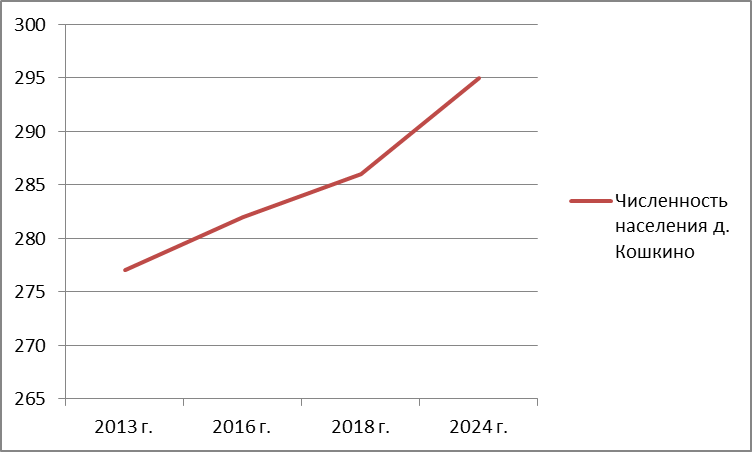 300
295
290
285
280
275
270
265
2013 г.
2016 г.
2018 г.
2024 г.
Численность
населения д.
Кошкино